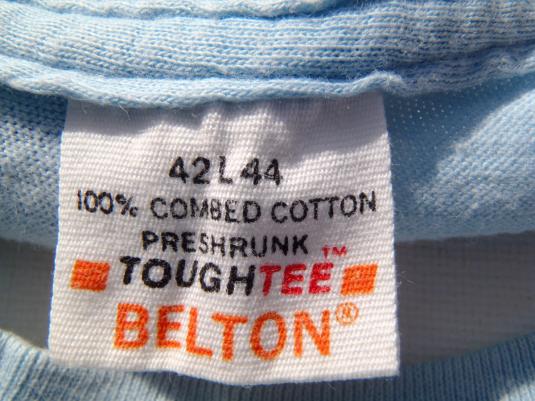 42 L 44
100% COMBED COTTON
PRESHRUNK
TOUGHTEE™
BELTON®